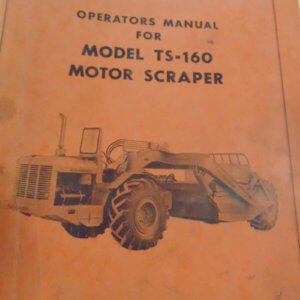 OPERATORS MANUAL
FOR
MODEL TS-160
MOTOR SCRAPER